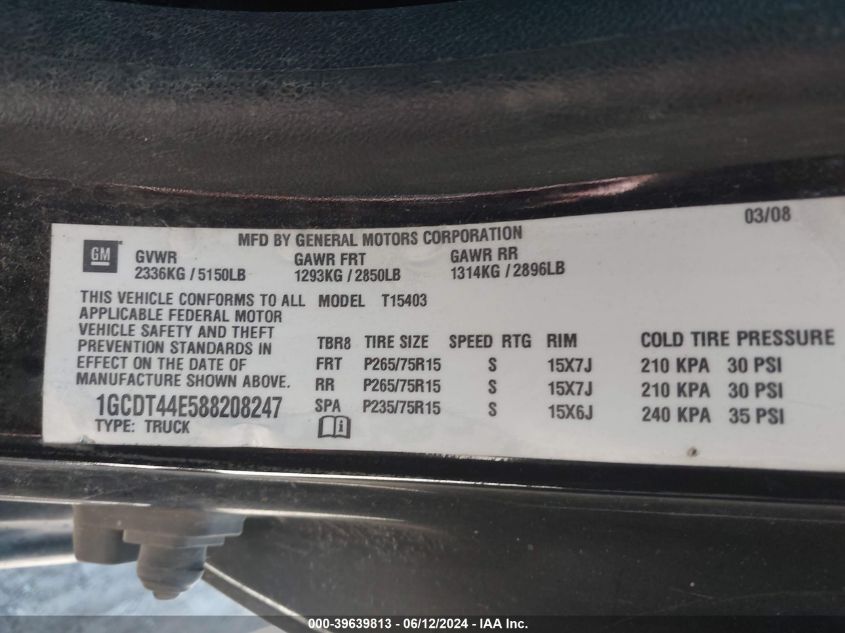 03/08
MFD BY GENERAL MOTORS CORPORATION
GM
GVWR GAWR FRT GAWR RR
2336KG / 5150LB 1293KG / 2850LB 1314KG / 2896LB
THIS VEHICLE CONFORMS TO ALL
APPLICABLE FEDERAL MOTOR
VEHICLE SAFETY AND THEFT
PREVENTION STANDARDS IN
EFFECT ON THE DATE OF
MANUFACTURE SHOWN ABOVE.
1GCDT44E588208247
TYPE: TRUCK
MODEL T15403
TBR8 TIRE SIZE SPEED RTG RIM COLD TIRE PRESSURE
FRT P265/75R15 S 15X7J 210 KPA 30 PSI
RR P265/75R15 S 15X7J 210 KPA 30 PSI
SPA P235/75R15 S 15X6J 240 KPA 35 PSI
000-39639813 - 06/12/2024 - IAA Inc.